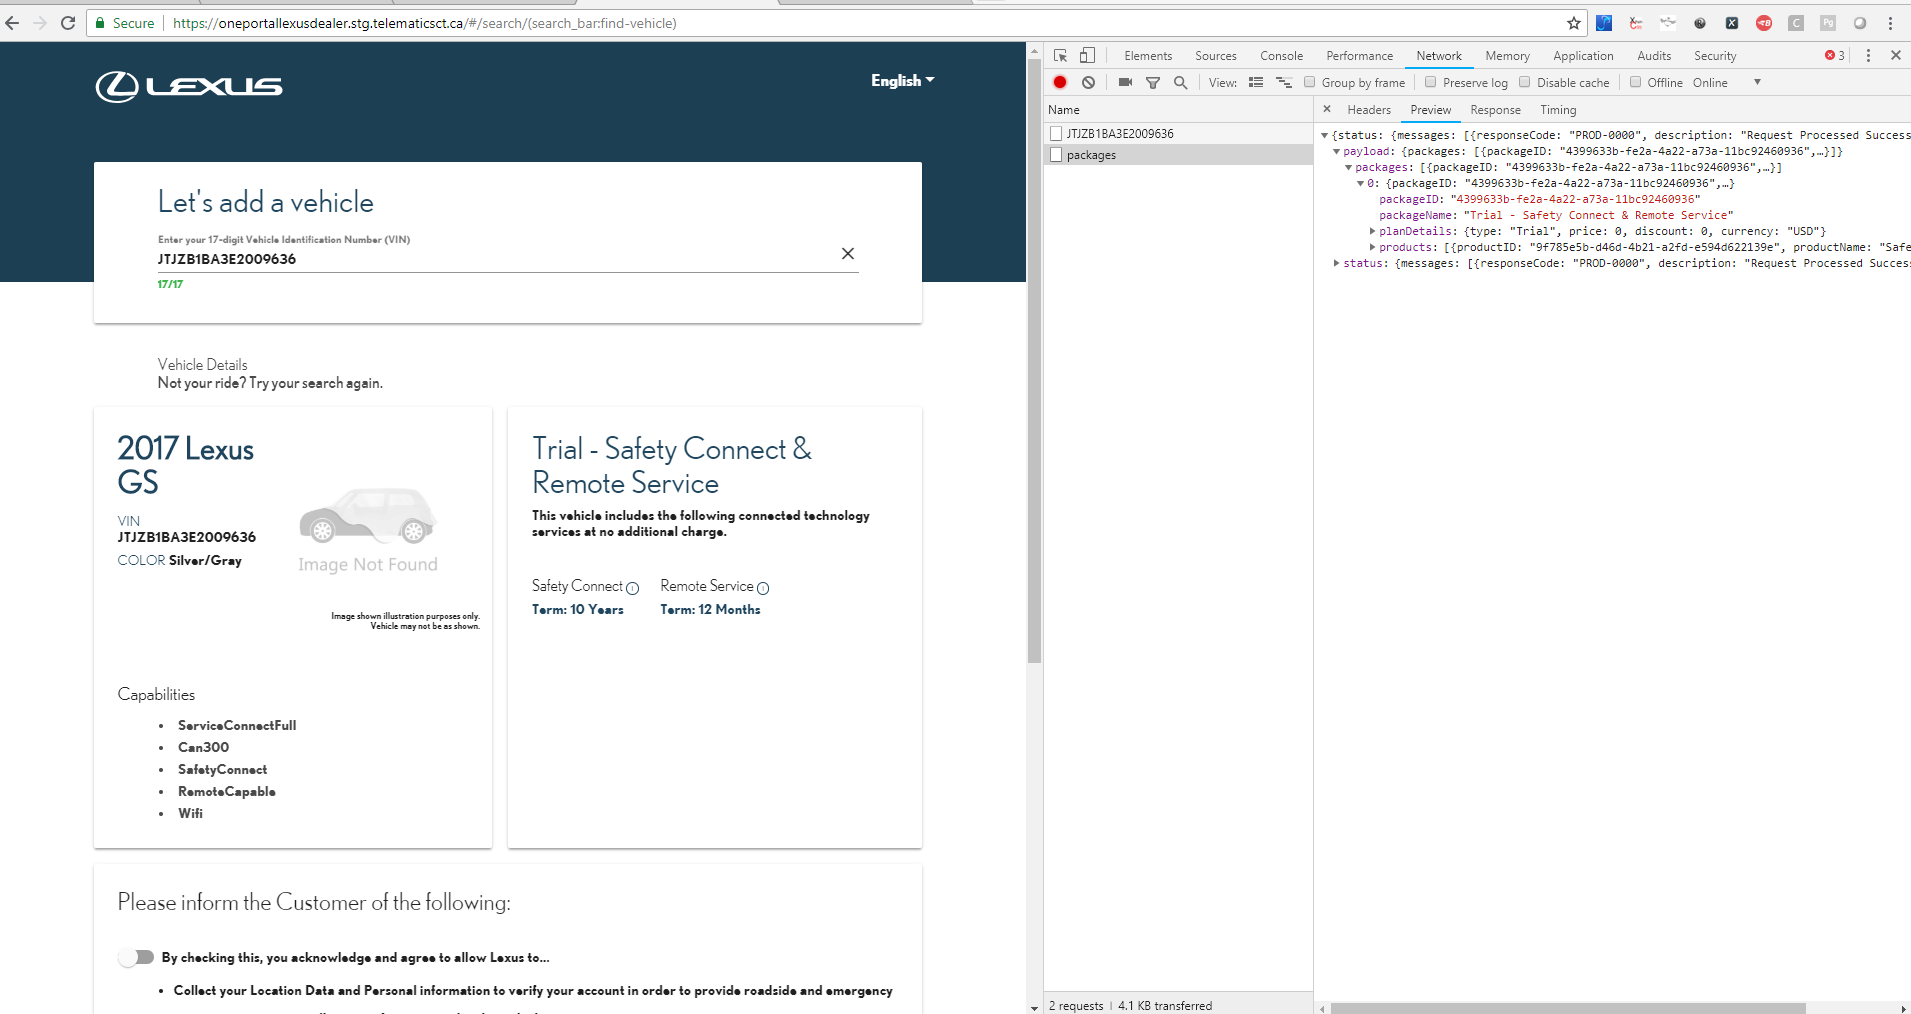 Secure https://oneportallexusdealer.stg.telematicsct.ca/#/search/(search_bar:find-vehicle)
LEXUS
English
Let's add a vehicle
Enter your 17-digit Vehicle Identification Number (VIN)
JTJZB1BA3E2009636
17/17
Vehicle Details
Not your ride? Try your search again.
2017 Lexus
GS
VIN
JTJZB1BA3E2009636
COLOR Silver/Gray
Image Not Found
Image shown illustration purposes only.
Vehicle may not be as shown.
Capabilities
• ServiceConnectFull
• Can300
• SafetyConnect
• RemoteCapable
• Wifi
Trial - Safety Connect &
Remote Service
This vehicle includes the following connected technology
services at no additional charge.
Safety Connect Remote Service
Term: 10 Years Term: 12 Months
Please inform the Customer of the following:
By checking this, you acknowledge and agree to allow Lexus to...
• Collect your Location Data and Personal information to verify your account in order to provide roadside and emergency
Elements Sources Console Performance Network Memory Application Audits Security 3
View: Group by frame Preserve log Disable cache Offline Online
Name
JTJZB1BA3E2009636
packages
2 requests 4.1 KB transferred
Headers Preview Response Timing
{status: {messages: [{responseCode: "PROD-0000", description: "Request Processed Success
payload: {packages: [{packageID: "4399633b-fe2a-4a22-a73a-11bc92460936",…}]}
packages: [{packageID: "4399633b-fe2a-4a22-a73a-11bc92460936",…}]
0: {packageID: "4399633b-fe2a-4a22-a73a-11bc92460936",…}
packageID: "4399633b-fe2a-4a22-a73a-11bc92460936"
packageName: "Trial - Safety Connect & Remote Service"
planDetails: {type: "Trial", price: 0, discount: 0, currency: "USD"}
products: [{productID: "9f785e5b-d46d-4b21-a2fd-e594d622139e", productName: "Safe
status: {messages: [{responseCode: "PROD-0000", description: "Request Processed Success